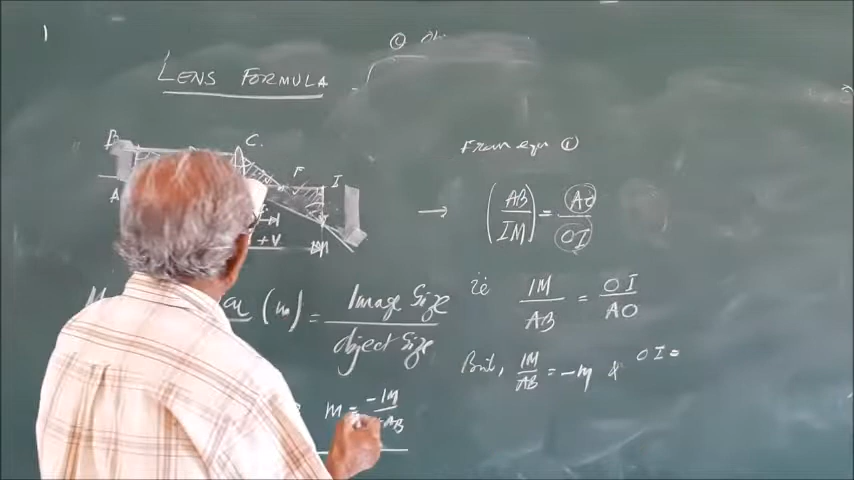 LENS FORMULA
B
C
F
I
A
+V
M
(m) = Image Size
object Size
m = -IM
+AB
From eqn ①
→ (AB/IM) = AO/OI
ie IM/AB = OI/AO
But, IM/AB = -m & OI =